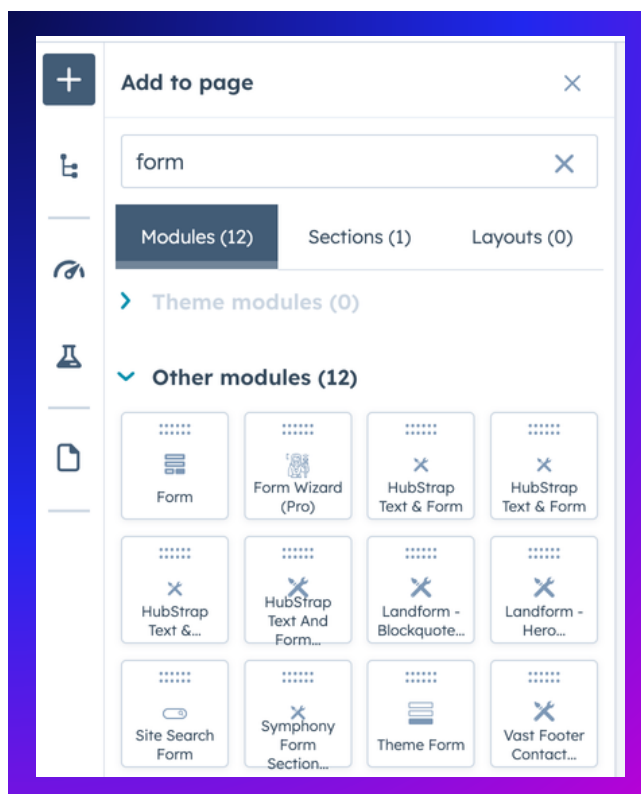 Add to page
form
Modules (12) Sections (1) Layouts (0)
Theme modules (0)
Other modules (12)
Form
Form Wizard
(Pro)
HubStrap
Text & Form
HubStrap
Text & Form
HubStrap
Text &...
HubStrap
Text And
Form...
Landform -
Blockquote...
Landform -
Hero...
Site Search
Form
Symphony
Form
Section...
Theme Form
Vast Footer
Contact...